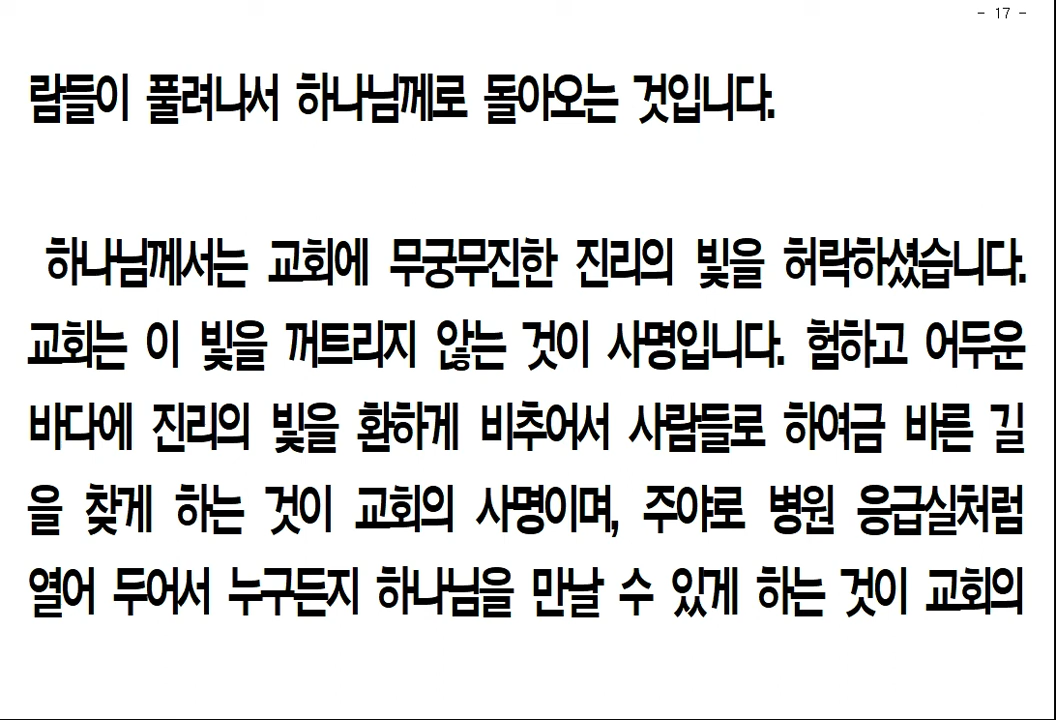 - 17 -
람들이 풀려나서 하나님께로 돌아오는 것입니다.
하나님께서는 교회에 무궁무진한 진리의 빛을 허락하셨습니다.
교회는 이 빛을 꺼트리지 않는 것이 사명입니다. 험하고 어두운
바다에 진리의 빛을 환하게 비추어서 사람들로 하여금 바른 길
을 찾게 하는 것이 교회의 사명이며, 주야로 병원 응급실처럼
열어 두어서 누구든지 하나님을 만날 수 있게 하는 것이 교회의